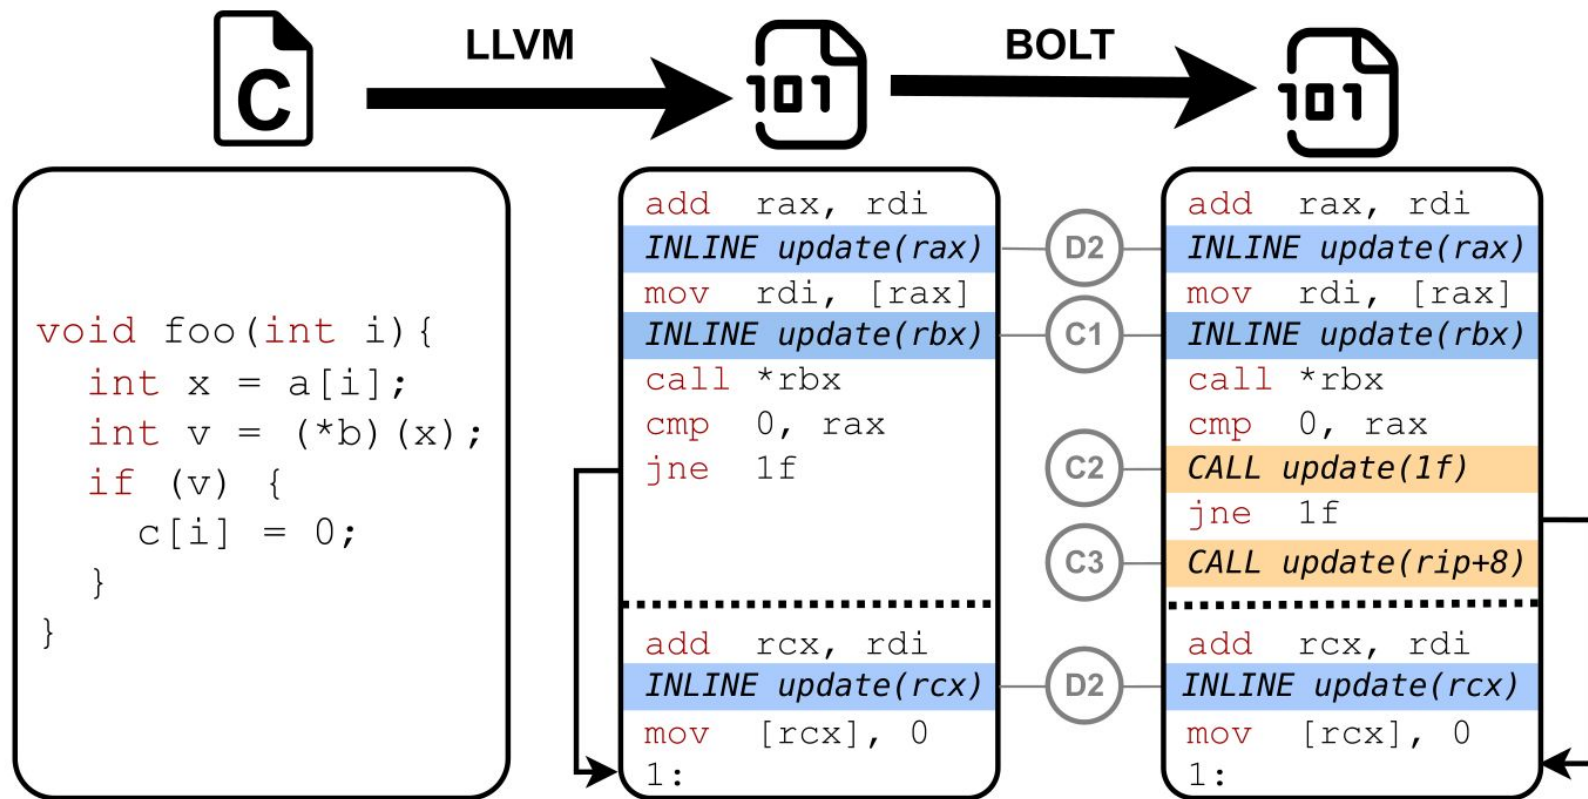 LLVM
BOLT
C
101
101
void foo(int i){
int x = a[i];
int v = (*b)(x);
if (v) {
c[i] = 0;
}
}
add rax, rdi
INLINE update(rax)
mov rdi, [rax]
INLINE update(rbx)
call *rbx
cmp 0, rax
jne 1f
add rcx, rdi
INLINE update(rcx)
mov [rcx], 0
1:
D2
C1
C2
C3
D2
add rax, rdi
INLINE update(rax)
mov rdi, [rax]
INLINE update(rbx)
call *rbx
cmp 0, rax
CALL update(1f)
jne 1f
CALL update(rip+8)
add rcx, rdi
INLINE update(rcx)
mov [rcx], 0
1: